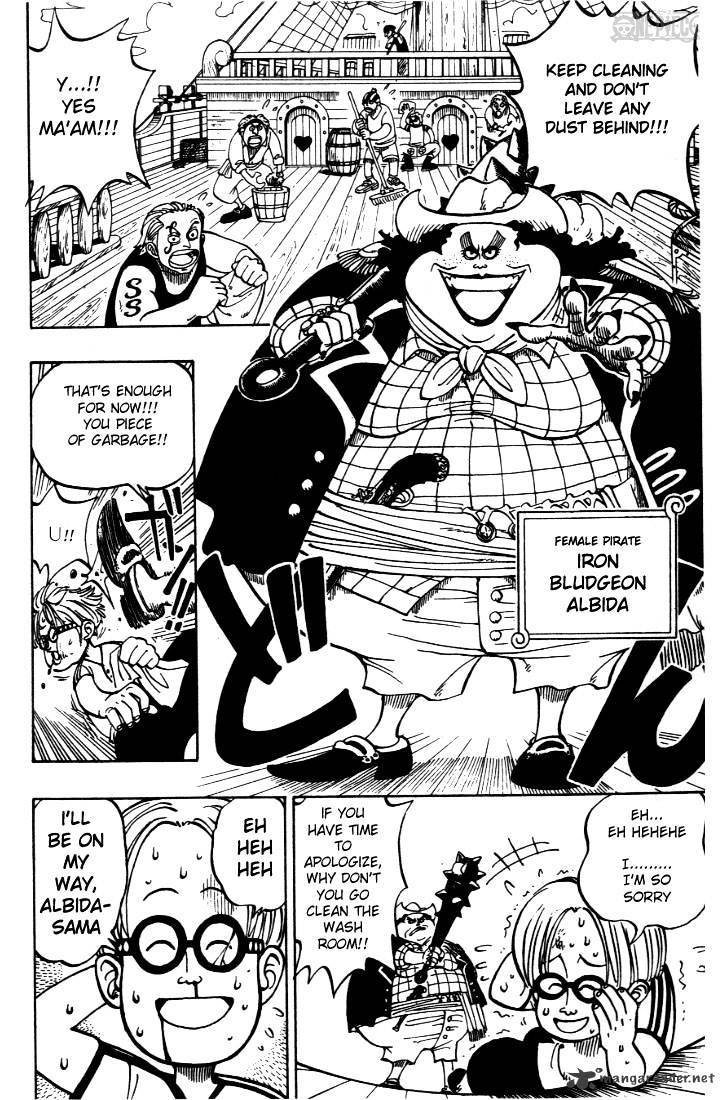 ONE PIECE
KEEP CLEANING
AND DON'T
LEAVE ANY
DUST BEHIND!!!
Y...!!
YES
MA'AM!!!
SS
FEMALE PIRATE
IRON
BLUDGEON
ALBIDA
ドン
THAT'S ENOUGH
FOR NOW!!!
YOU PIECE
OF GARBAGE!!
U!!
ガ!!
I'LL
BE ON
MY
WAY,
ALBIDA-
SAMA
EH
HEH
HEH
IF YOU
HAVE TIME
TO
APOLOGIZE,
WHY DON'T
YOU GO
CLEAN THE
WASH
ROOM!!
EH...
EH HEHEHE
I.........
I'M SO
SORRY
mangareader.net